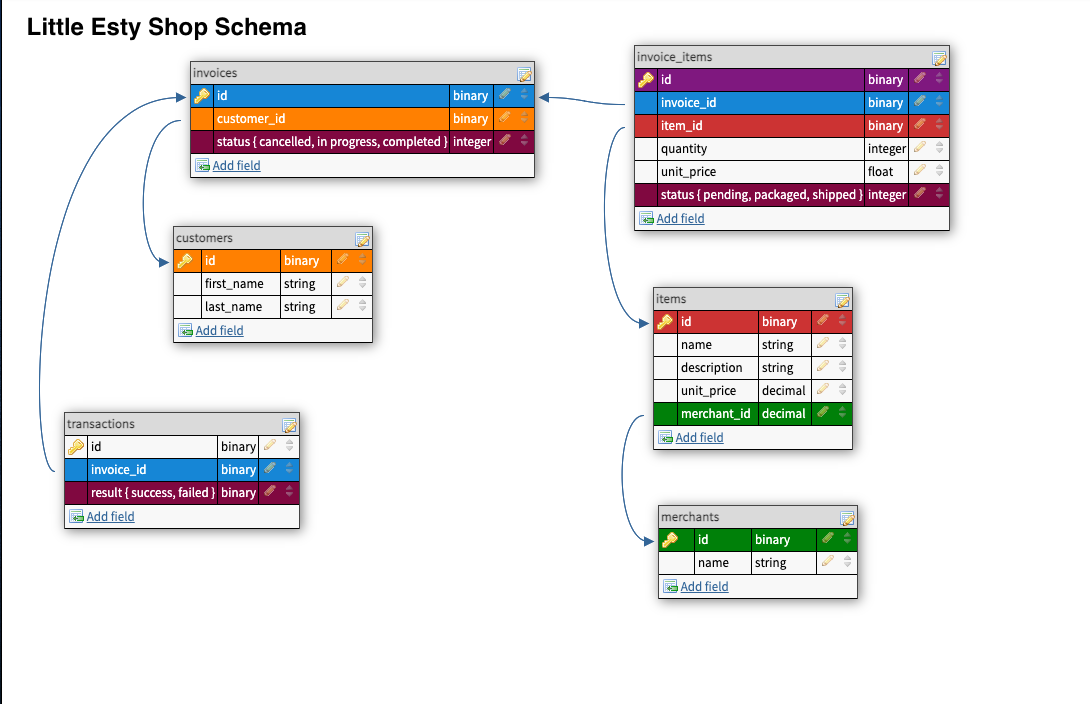 Little Esty Shop Schema
invoices
id binary
customer_id binary
status { cancelled, in progress, completed } integer
Add field
invoice_items
id binary
invoice_id binary
item_id binary
quantity integer
unit_price float
status { pending, packaged, shipped } integer
Add field
customers
id binary
first_name string
last_name string
Add field
items
id binary
name string
description string
unit_price decimal
merchant_id decimal
Add field
transactions
id binary
invoice_id binary
result { success, failed } binary
Add field
merchants
id binary
name string
Add field